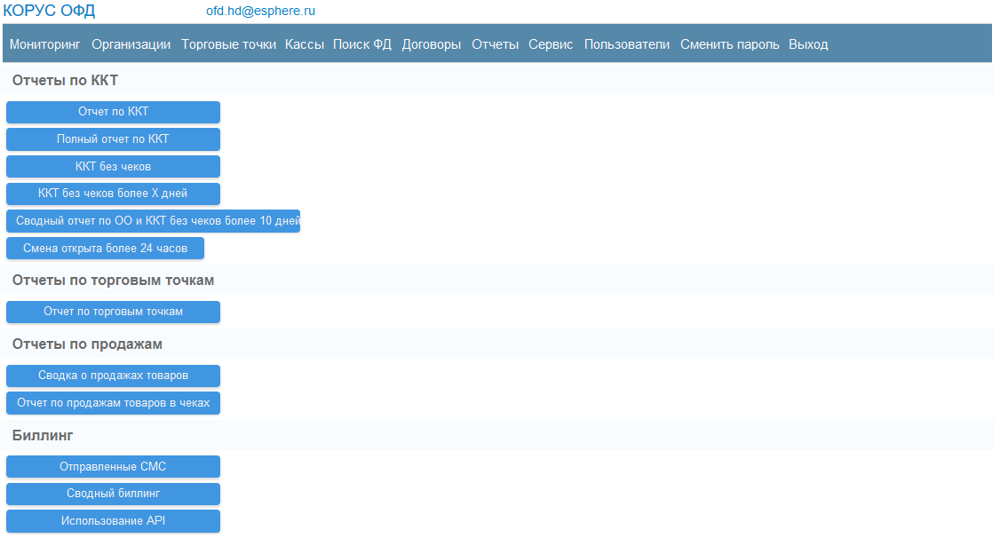 КОРУС ОФД ofd.hd@esphere.ru
Мониторинг Организации Торговые точки Кассы Поиск ФД Договоры Отчеты Сервис Пользователи Сменить пароль Выход
Отчеты по ККТ
Отчет по ККТ
Полный отчет по ККТ
ККТ без чеков
ККТ без чеков более X дней
Сводный отчет по ОО и ККТ без чеков более 10 дней
Смена открыта более 24 часов
Отчеты по торговым точкам
Отчет по торговым точкам
Отчеты по продажам
Сводка о продажах товаров
Отчет по продажам товаров в чеках
Биллинг
Отправленные СМС
Сводный биллинг
Использование API